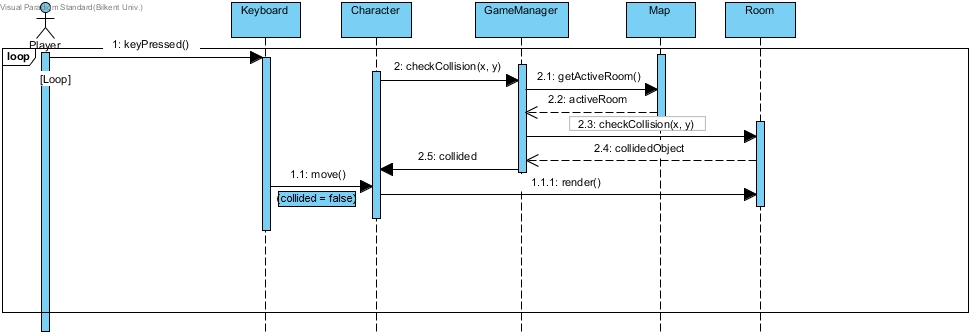 Visual Paradigm Standard(Bilkent Univ.)
Keyboard
Character
GameManager
Map
Room
Player
loop
[Loop]
1: keyPressed()
2: checkCollision(x, y)
2.1: getActiveRoom()
2.2: activeRoom
2.3: checkCollision(x, y)
2.4: collidedObject
2.5: collided
1.1: move()
(collided = false)
1.1.1: render()